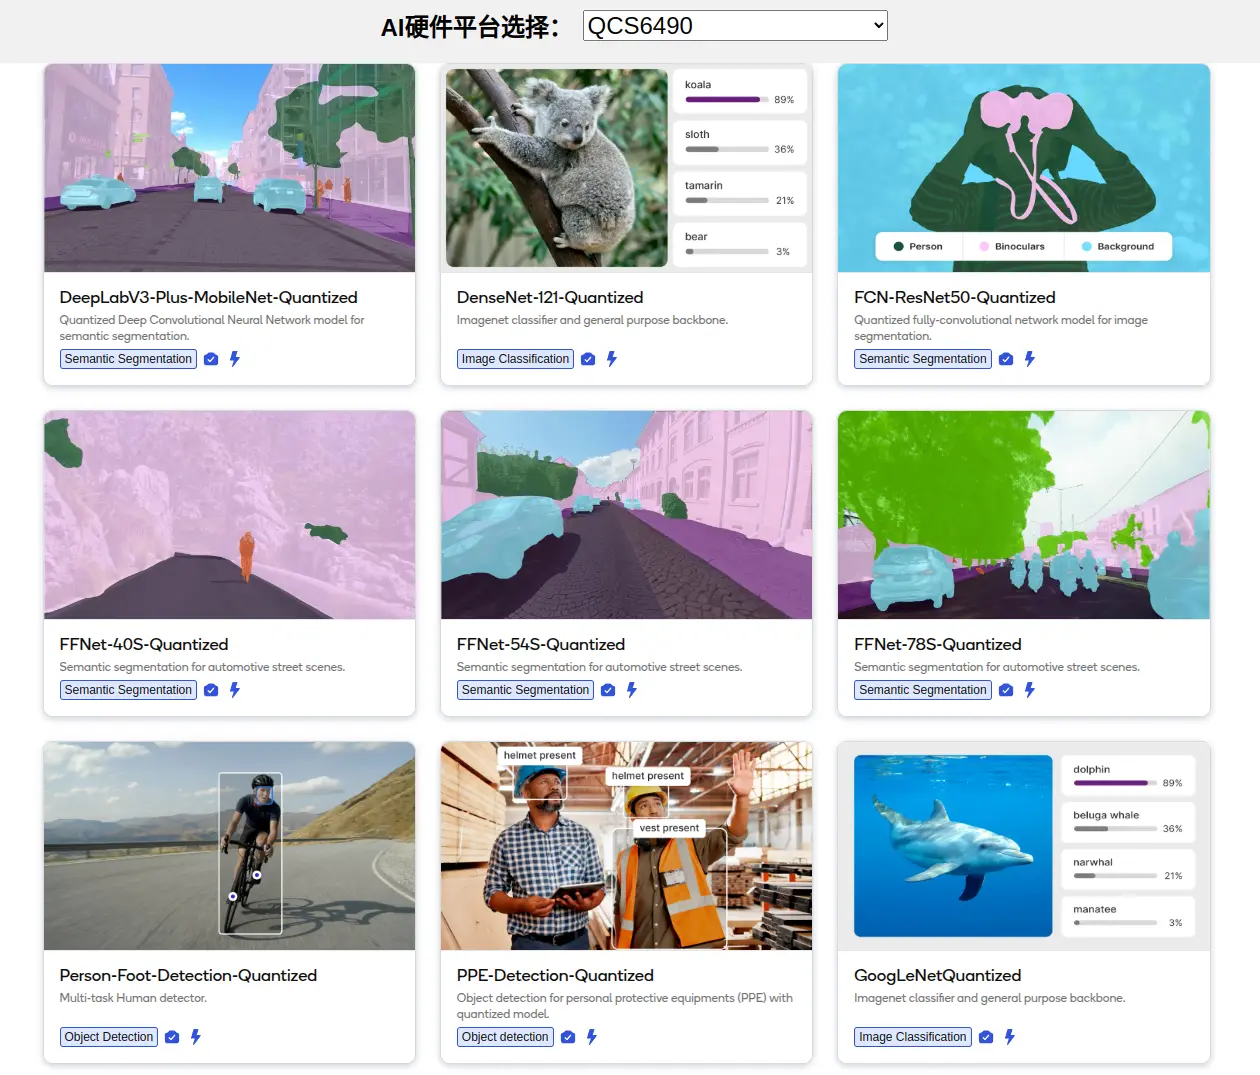 AI硬件平台选择：
QCS6490
koala
89%
sloth
36%
tamarin
21%
bear
3%
Person
Binoculars
Background
DeepLabV3-Plus-MobileNet-Quantized
Quantized Deep Convolutional Neural Network model for
semantic segmentation.
Semantic Segmentation
DenseNet-121-Quantized
Imagenet classifier and general purpose backbone.
Image Classification
FCN-ResNet50-Quantized
Quantized fully-convolutional network model for image
segmentation.
Semantic Segmentation
FFNet-40S-Quantized
Semantic segmentation for automotive street scenes.
Semantic Segmentation
FFNet-54S-Quantized
Semantic segmentation for automotive street scenes.
Semantic Segmentation
FFNet-78S-Quantized
Semantic segmentation for automotive street scenes.
Semantic Segmentation
helmet present
helmet present
vest present
dolphin
89%
beluga whale
36%
narwhal
21%
manatee
3%
Person-Foot-Detection-Quantized
Multi-task Human detector.
Object Detection
PPE-Detection-Quantized
Object detection for personal protective equipments (PPE) with
quantized model.
Object detection
GoogLeNetQuantized
Imagenet classifier and general purpose backbone.
Image Classification